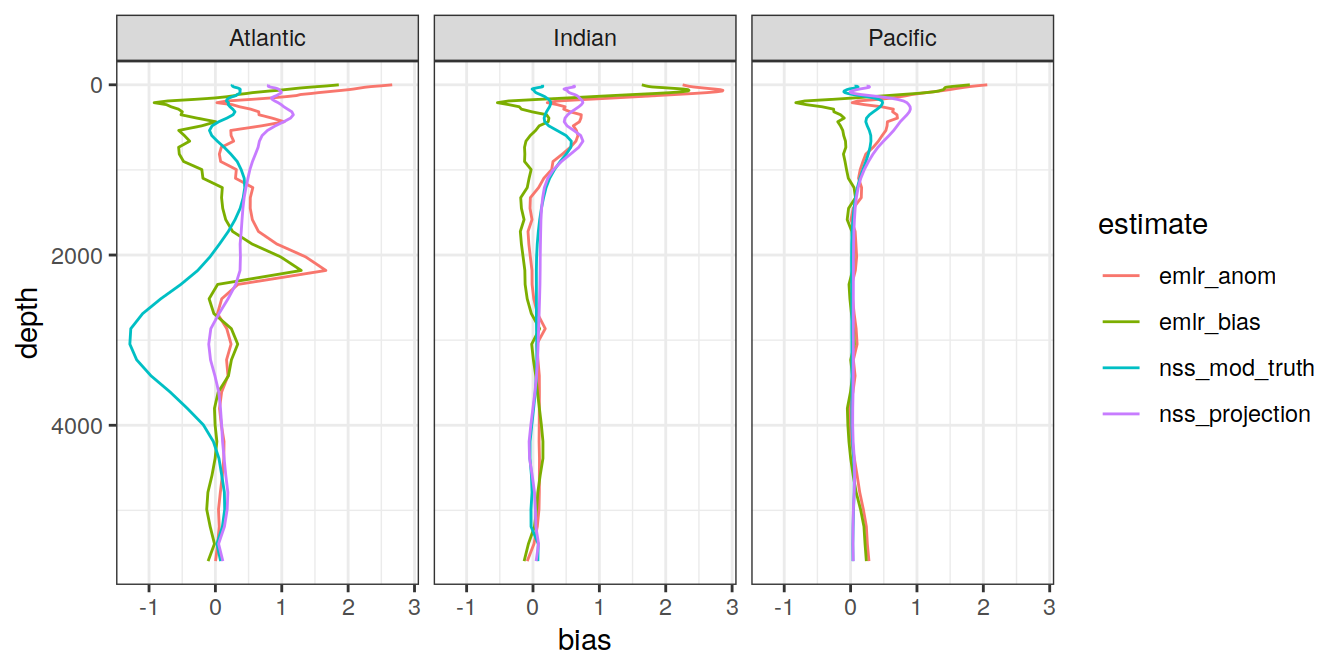 Atlantic Indian Pacific
0
2000
4000
depth
-1 0 1 2 3 -1 0 1 2 3 -1 0 1 2 3
bias
estimate
emlr_anom
emlr_bias
nss_mod_truth
nss_projection